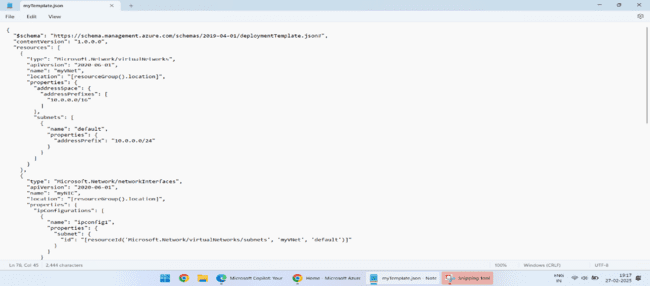 myTemplate.json
File Edit View
{
"$schema": "https://schema.management.azure.com/schemas/2019-04-01/deploymentTemplate.json#",
"contentVersion": "1.0.0.0",
"resources": [
{
"type": "Microsoft.Network/virtualNetworks",
"apiVersion": "2020-06-01",
"name": "myVNet",
"location": "[resourceGroup().location]",
"properties": {
"addressSpace": {
"addressPrefixes": [
"10.0.0.0/16"
]
},
"subnets": [
{
"name": "default",
"properties": {
"addressPrefix": "10.0.0.0/24"
}
}
]
}
},
{
"type": "Microsoft.Network/networkInterfaces",
"apiVersion": "2020-06-01",
"name": "myNIC",
"location": "[resourceGroup().location]",
"properties": {
"ipConfigurations": [
{
"name": "ipconfig1",
"properties": {
"subnet": {
"id": "[resourceId('Microsoft.Network/virtualNetworks/subnets', 'myVNet', 'default')]"
}
}
Ln 78, Col 45 2,444 characters 100% Windows (CRLF) UTF-8
Microsoft Copilot: Your Home - Microsoft Azure myTemplate.json - Note Snipping Tool ENG IN 19:17 27-02-2025